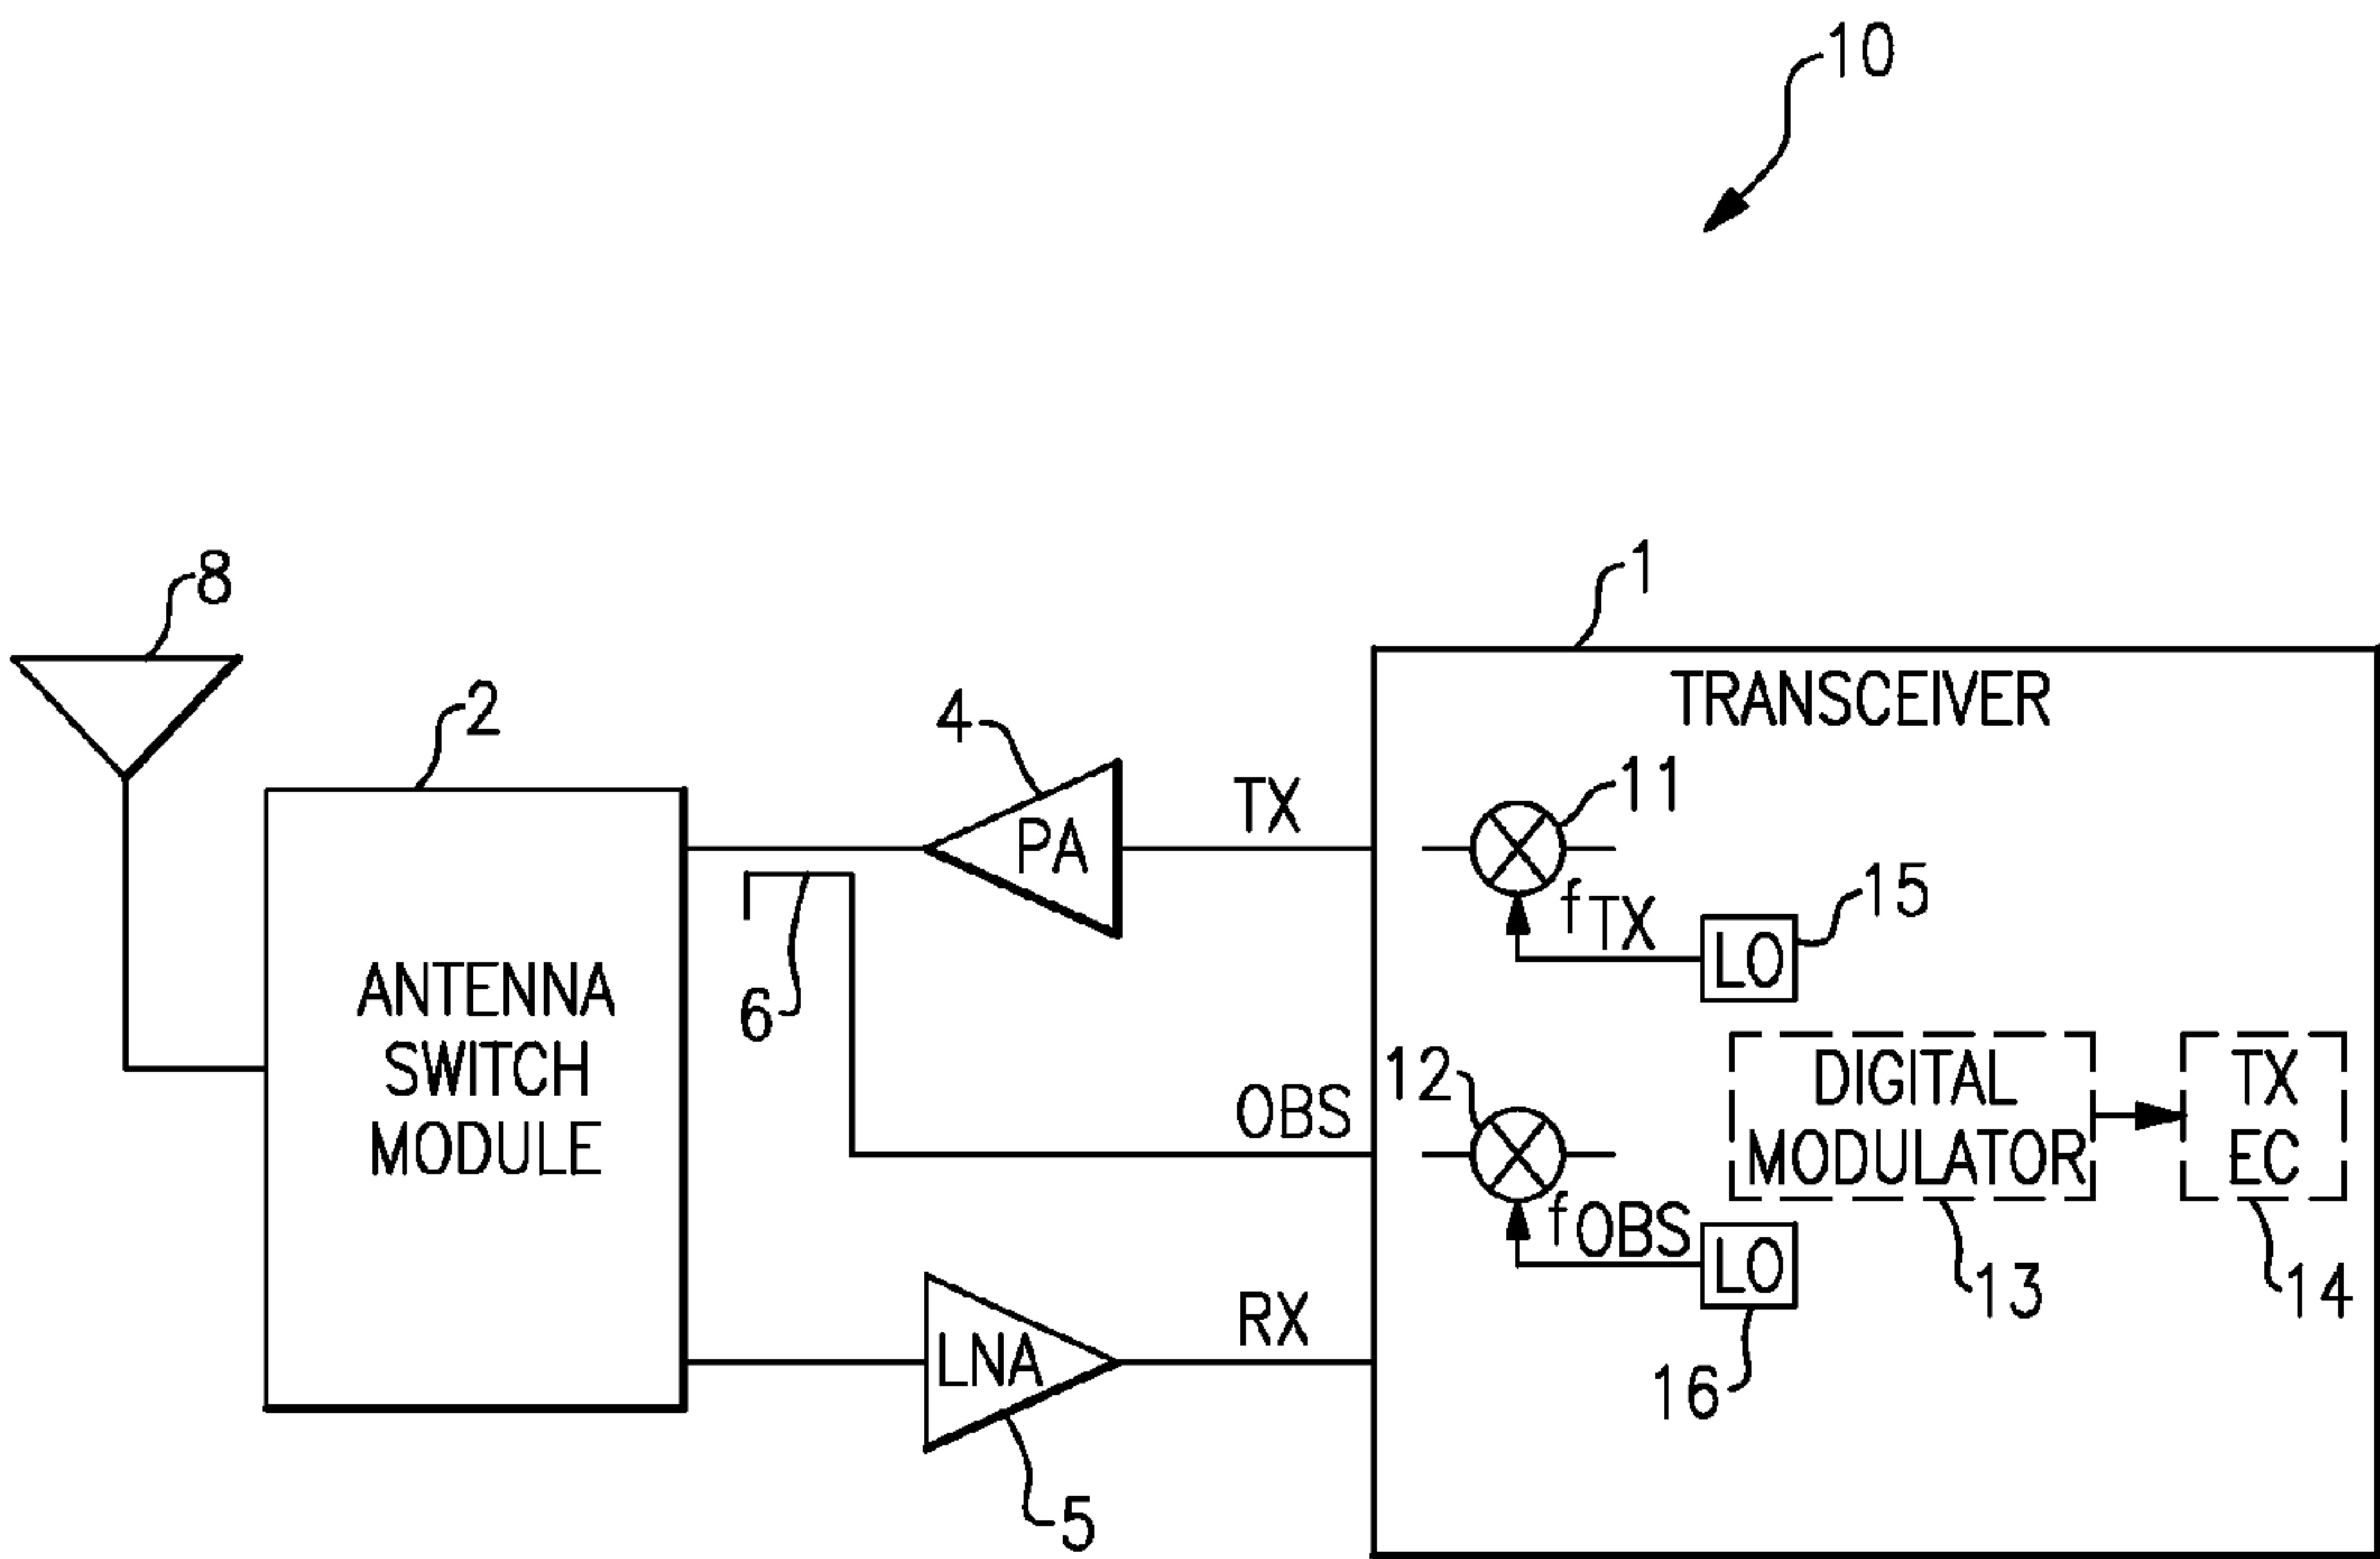 10
8
2
4
1
TRANSCEIVER
11
TX
PA
fTX
15
LO
6
ANTENNA
SWITCH
MODULE
12
OBS
DIGITAL
MODULATOR
TX
EC
fOBS
LO
13
14
16
RX
LNA
5